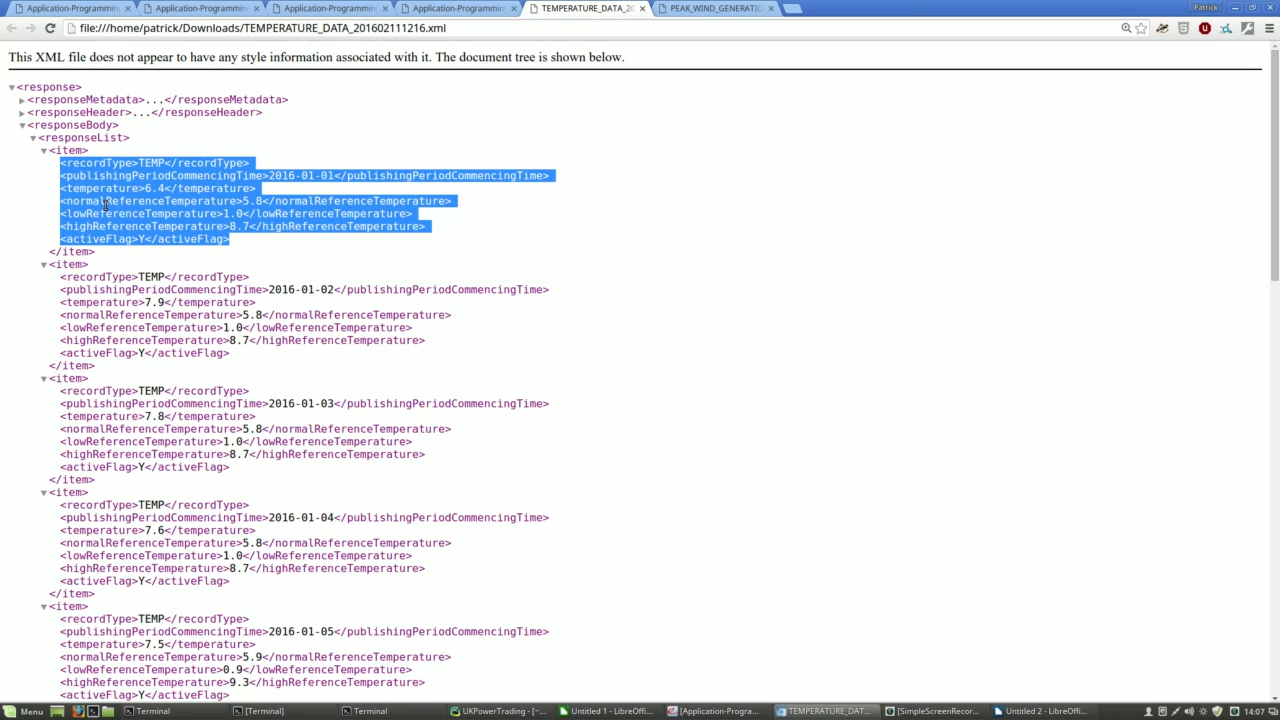 Application-Programming
Application-Programming
Application-Programming
Application-Programming
TEMPERATURE_DATA_20
PEAK_WIND_GENERATIO
Patrick
file:///home/patrick/Downloads/TEMPERATURE_DATA_201602111216.xml
This XML file does not appear to have any style information associated with it. The document tree is shown below.
<response>
<responseMetadata>...</responseMetadata>
<responseHeader>...</responseHeader>
<responseBody>
<responseList>
<item>
<recordType>TEMP</recordType>
<publishingPeriodCommencingTime>2016-01-01</publishingPeriodCommencingTime>
<temperature>6.4</temperature>
<normalReferenceTemperature>5.8</normalReferenceTemperature>
<lowReferenceTemperature>1.0</lowReferenceTemperature>
<highReferenceTemperature>8.7</highReferenceTemperature>
<activeFlag>Y</activeFlag>
</item>
<item>
<recordType>TEMP</recordType>
<publishingPeriodCommencingTime>2016-01-02</publishingPeriodCommencingTime>
<temperature>7.9</temperature>
<normalReferenceTemperature>5.8</normalReferenceTemperature>
<lowReferenceTemperature>1.0</lowReferenceTemperature>
<highReferenceTemperature>8.7</highReferenceTemperature>
<activeFlag>Y</activeFlag>
</item>
<item>
<recordType>TEMP</recordType>
<publishingPeriodCommencingTime>2016-01-03</publishingPeriodCommencingTime>
<temperature>7.8</temperature>
<normalReferenceTemperature>5.8</normalReferenceTemperature>
<lowReferenceTemperature>1.0</lowReferenceTemperature>
<highReferenceTemperature>8.7</highReferenceTemperature>
<activeFlag>Y</activeFlag>
</item>
<item>
<recordType>TEMP</recordType>
<publishingPeriodCommencingTime>2016-01-04</publishingPeriodCommencingTime>
<temperature>7.6</temperature>
<normalReferenceTemperature>5.8</normalReferenceTemperature>
<lowReferenceTemperature>1.0</lowReferenceTemperature>
<highReferenceTemperature>8.7</highReferenceTemperature>
<activeFlag>Y</activeFlag>
</item>
<item>
<recordType>TEMP</recordType>
<publishingPeriodCommencingTime>2016-01-05</publishingPeriodCommencingTime>
<temperature>7.5</temperature>
<normalReferenceTemperature>5.9</normalReferenceTemperature>
<lowReferenceTemperature>0.9</lowReferenceTemperature>
<highReferenceTemperature>9.3</highReferenceTemperature>
<activeFlag>Y</activeFlag>
Menu
Terminal
[Terminal]
Terminal
UKPowerTrading - [~...
Untitled 1 - LibreOffi...
[Application-Progra...
TEMPERATURE_DAT...
[SimpleScreenRecor...
Untitled 2 - LibreOffi...
14:07